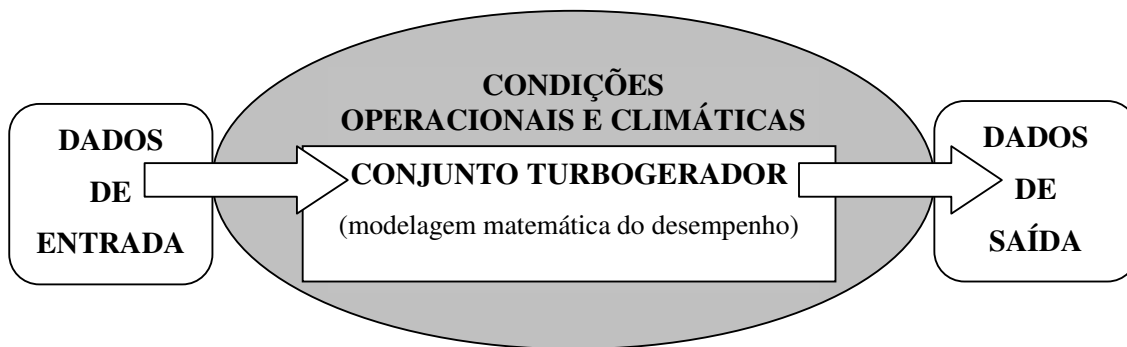 DADOS
DE
ENTRADA
CONDIÇÕES
OPERACIONAIS E CLIMÁTICAS
CONJUNTO TURBOGERADOR
(modelagem matemática do desempenho)
DADOS
DE
SAÍDA